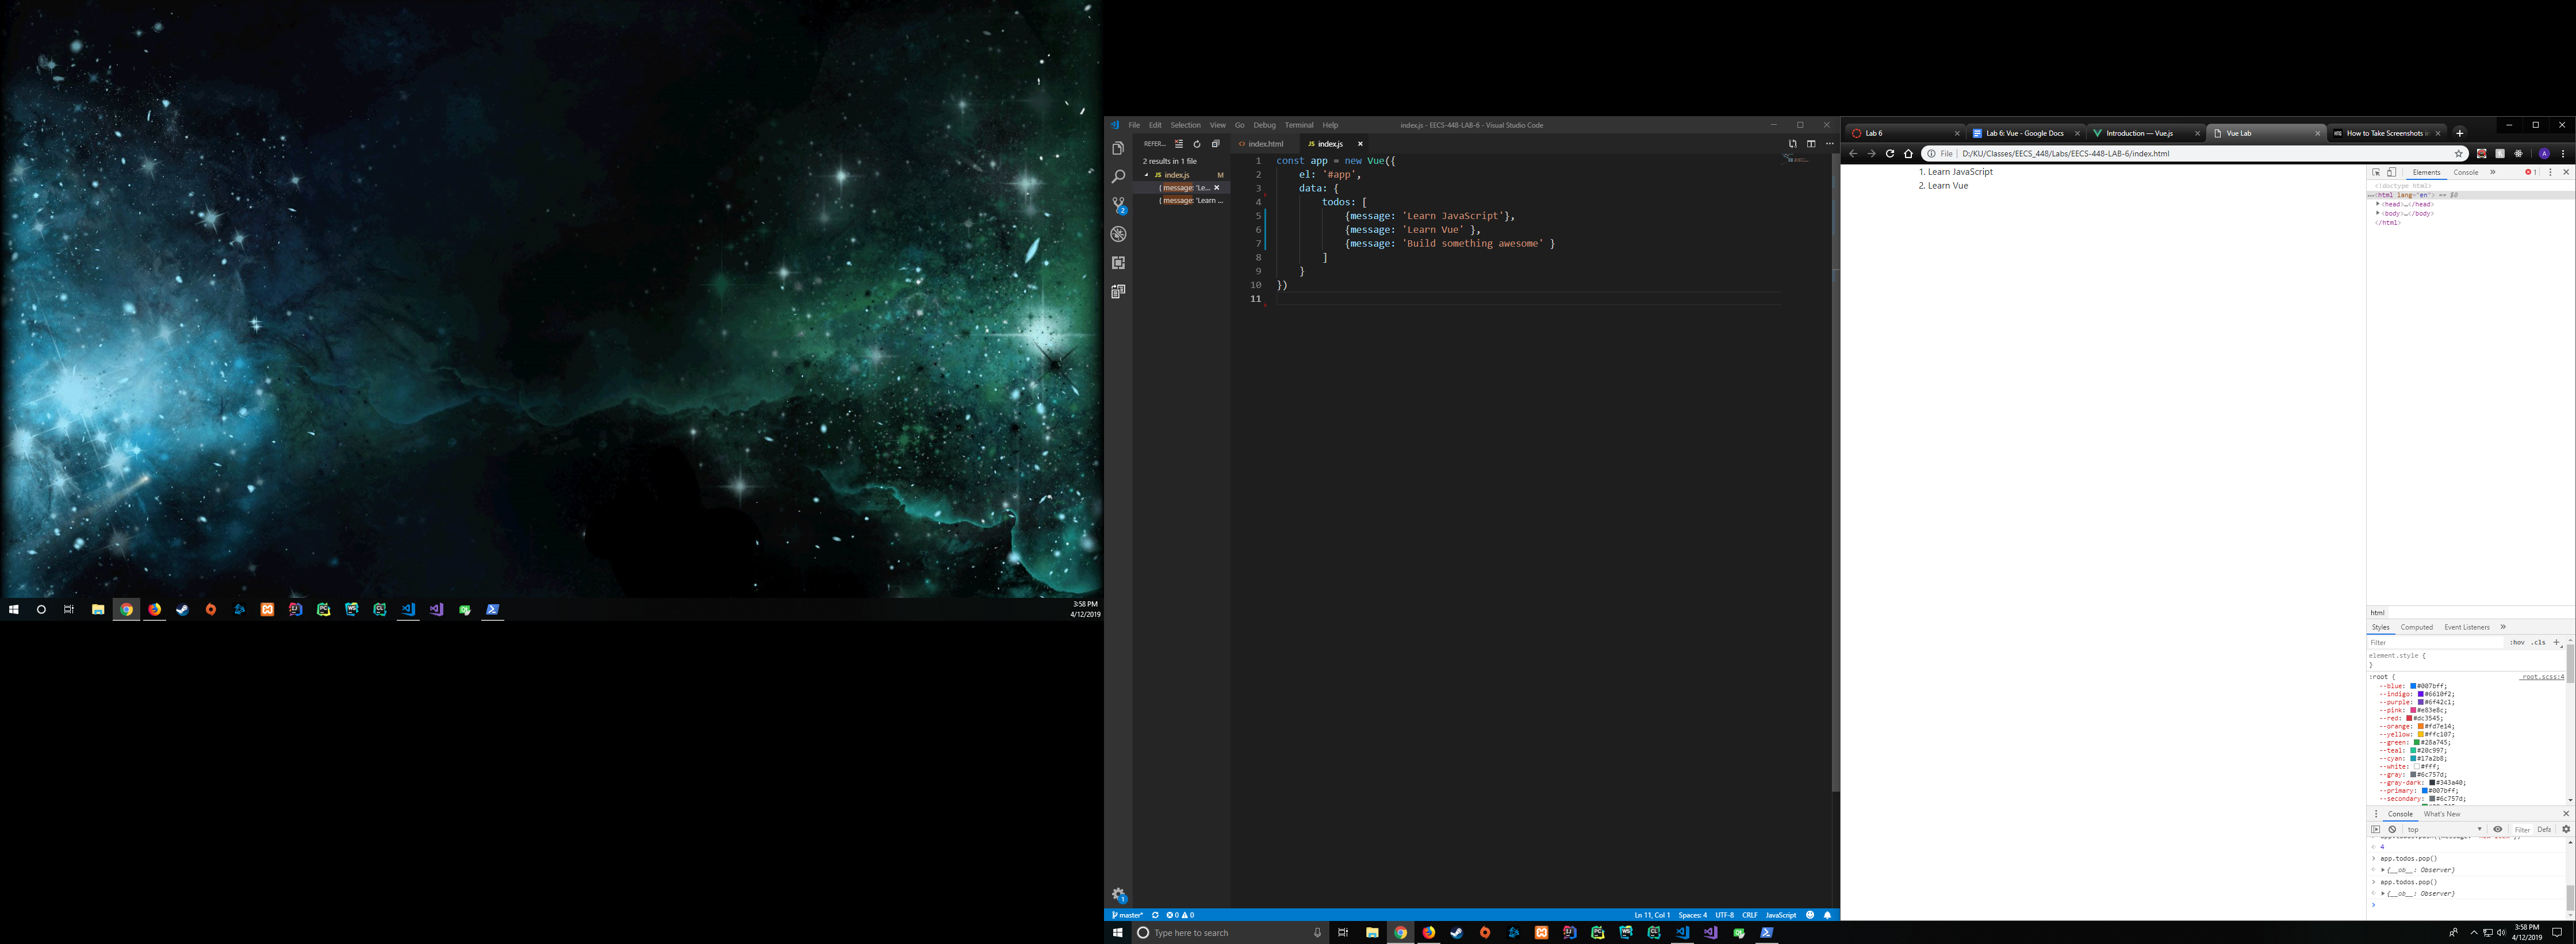 3:58 PM
4/12/2019
File Edit Selection View Go Debug Terminal Help
index.js - EECS-448-LAB-6 - Visual Studio Code
REFER...
index.html
index.js
2 results in 1 file
index.js M
{ message: 'Le...
{ message: 'Learn ...
1 const app = new Vue({
2 el: '#app',
3 data: {
4 todos: [
5 {message: 'Learn JavaScript'},
6 {message: 'Learn Vue' },
7 {message: 'Build something awesome' }
8 ]
9 }
10 })
11
2
1
master* 0 0
Ln 11, Col 1 Spaces: 4 UTF-8 CRLF JavaScript
Type here to search
Lab 6
Lab 6: Vue - Google Docs
Introduction — Vue.js
Vue Lab
How to Take Screenshots in
File D:/KU/Classes/EECS_448/Labs/EECS-448-LAB-6/index.html
1. Learn JavaScript
2. Learn Vue
Elements Console » 1
<!doctype html>
...<html lang="en"> == $0
<head>…</head>
<body>…</body>
</html>
html
Styles Computed Event Listeners »
Filter :hov .cls +
element.style {
}
:root { _root.scss:4
--blue: #007bff;
--indigo: #6610f2;
--purple: #6f42c1;
--pink: #e83e8c;
--red: #dc3545;
--orange: #fd7e14;
--yellow: #ffc107;
--green: #28a745;
--teal: #20c997;
--cyan: #17a2b8;
--white: #fff;
--gray: #6c757d;
--gray-dark: #343a40;
--primary: #007bff;
--secondary: #6c757d;
Console What's New
top Filter Defa
4
> app.todos.pop()
{__ob__: Observer}
> app.todos.pop()
{__ob__: Observer}
>
3:58 PM
4/12/2019